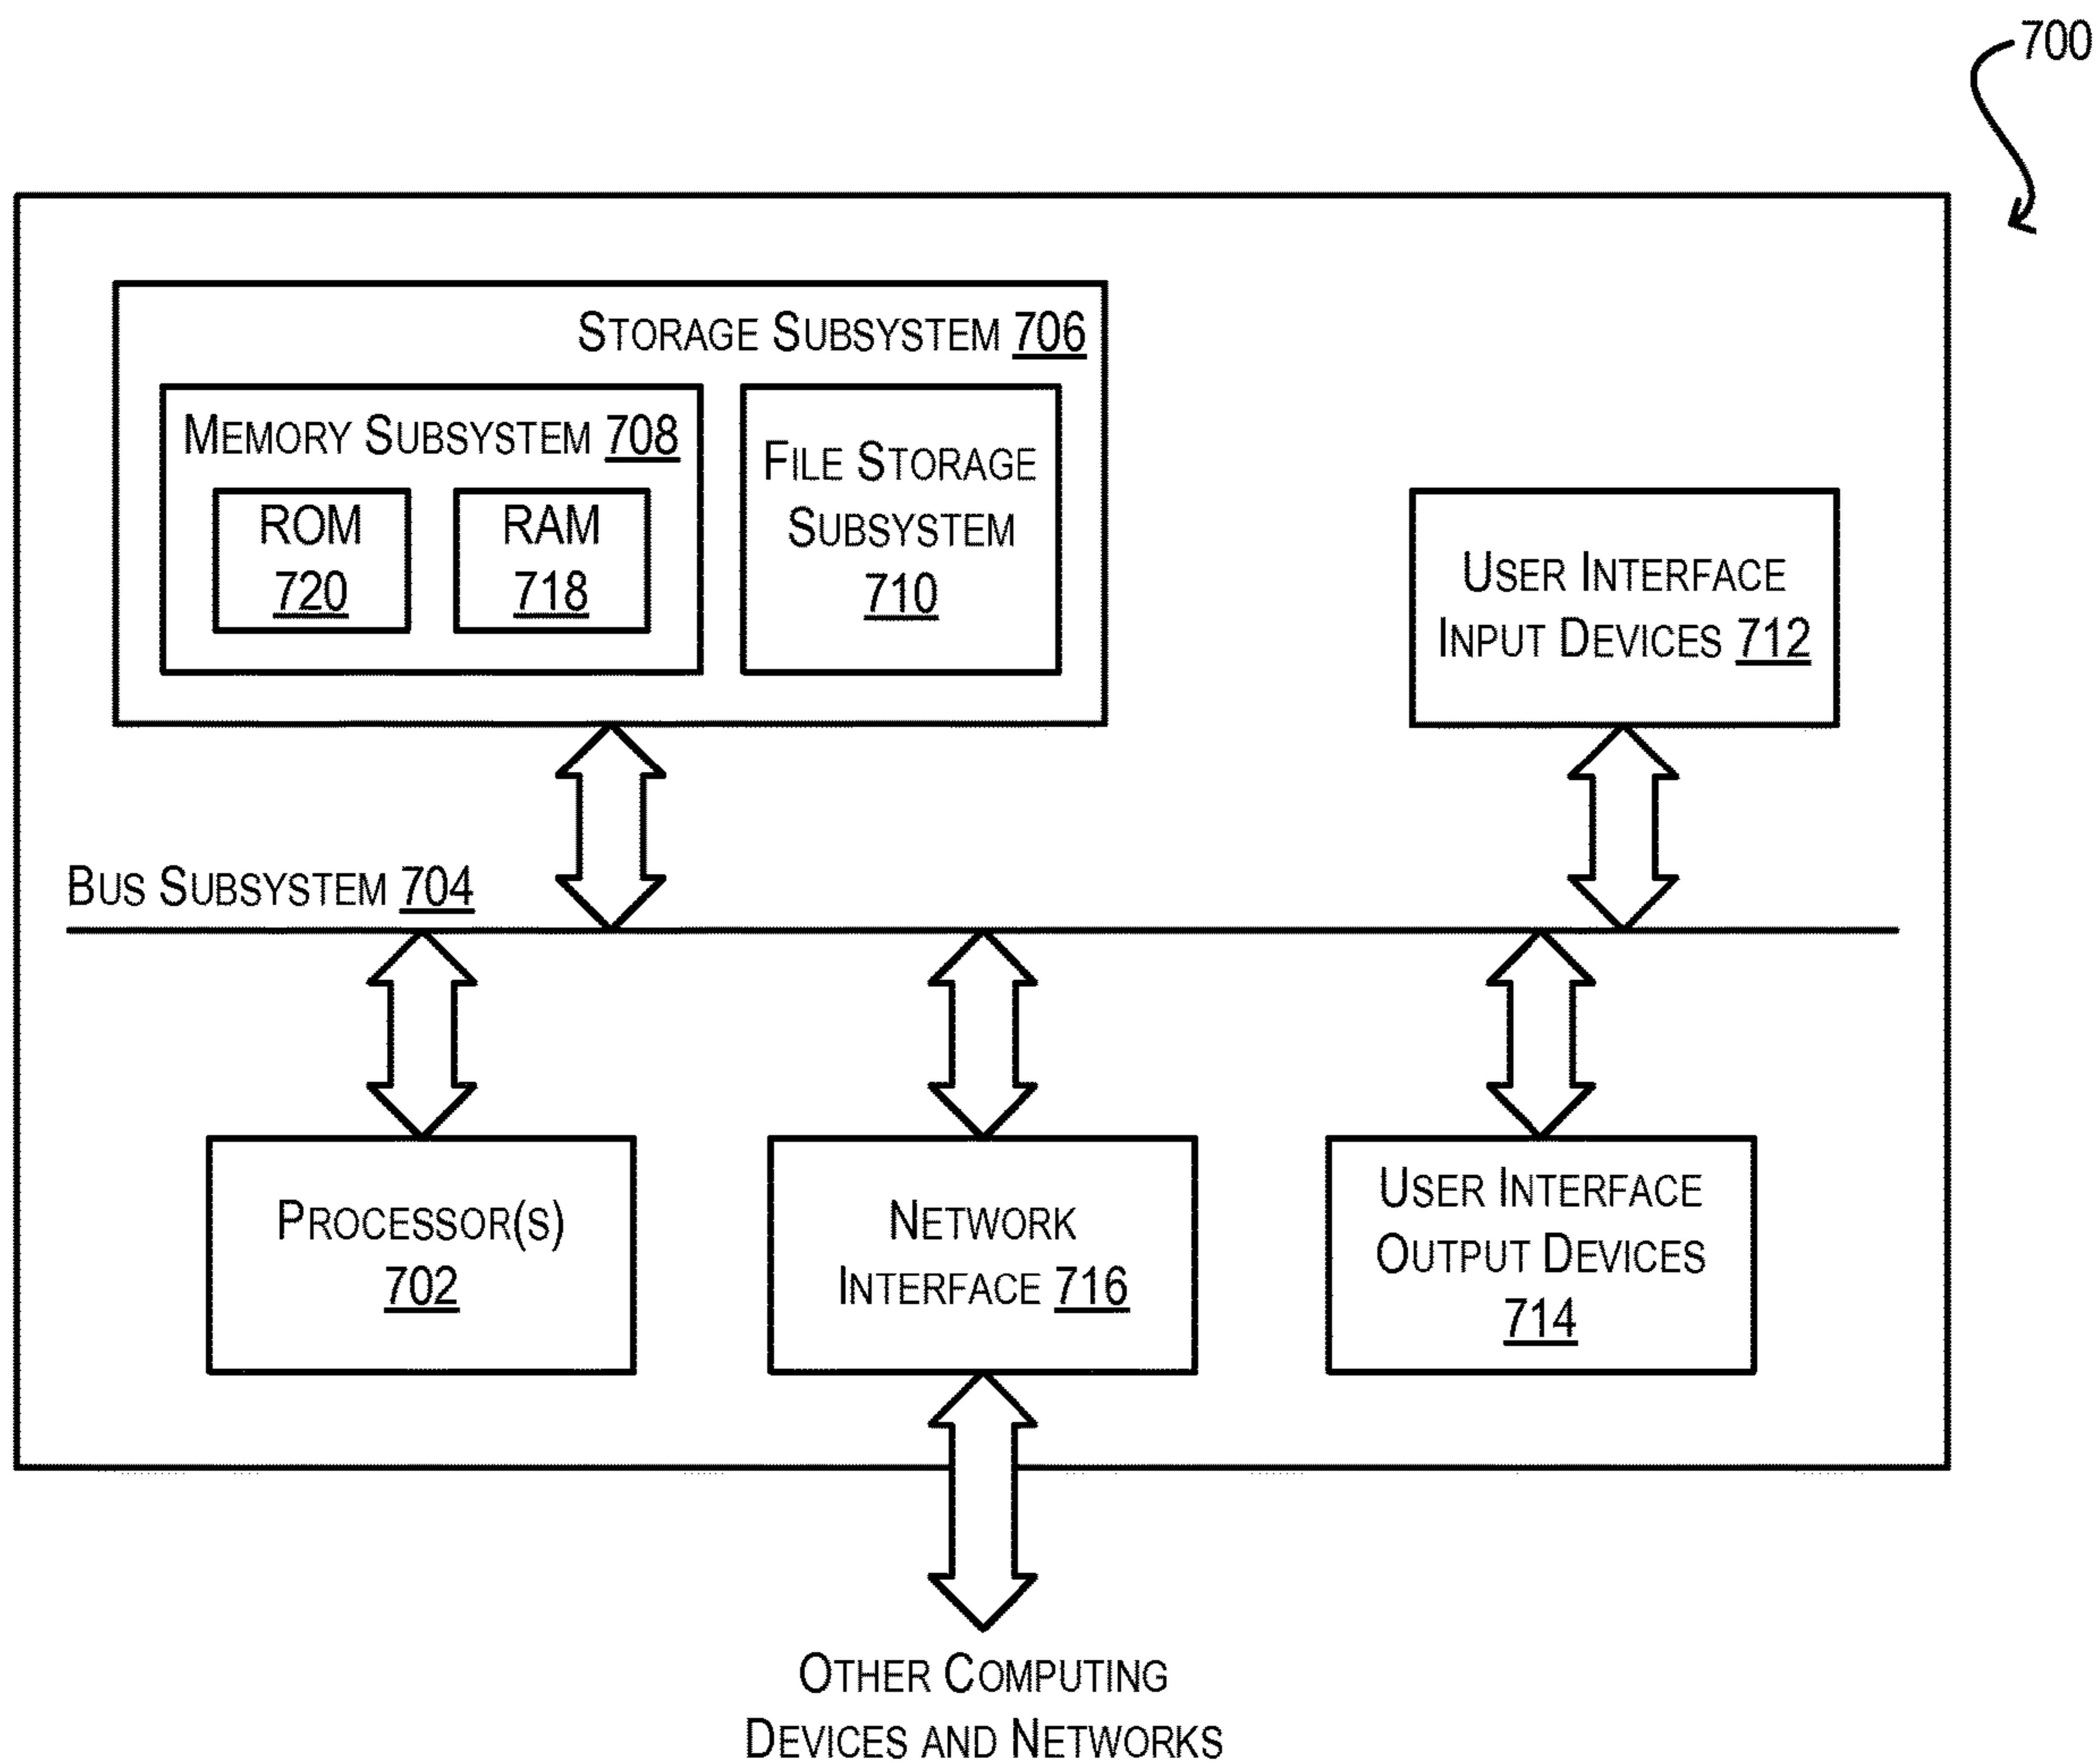 700
STORAGE SUBSYSTEM 706
MEMORY SUBSYSTEM 708
ROM
720
RAM
718
FILE STORAGE
SUBSYSTEM
710
USER INTERFACE
INPUT DEVICES 712
BUS SUBSYSTEM 704
PROCESSOR(S)
702
NETWORK
INTERFACE 716
USER INTERFACE
OUTPUT DEVICES
714
OTHER COMPUTING
DEVICES AND NETWORKS